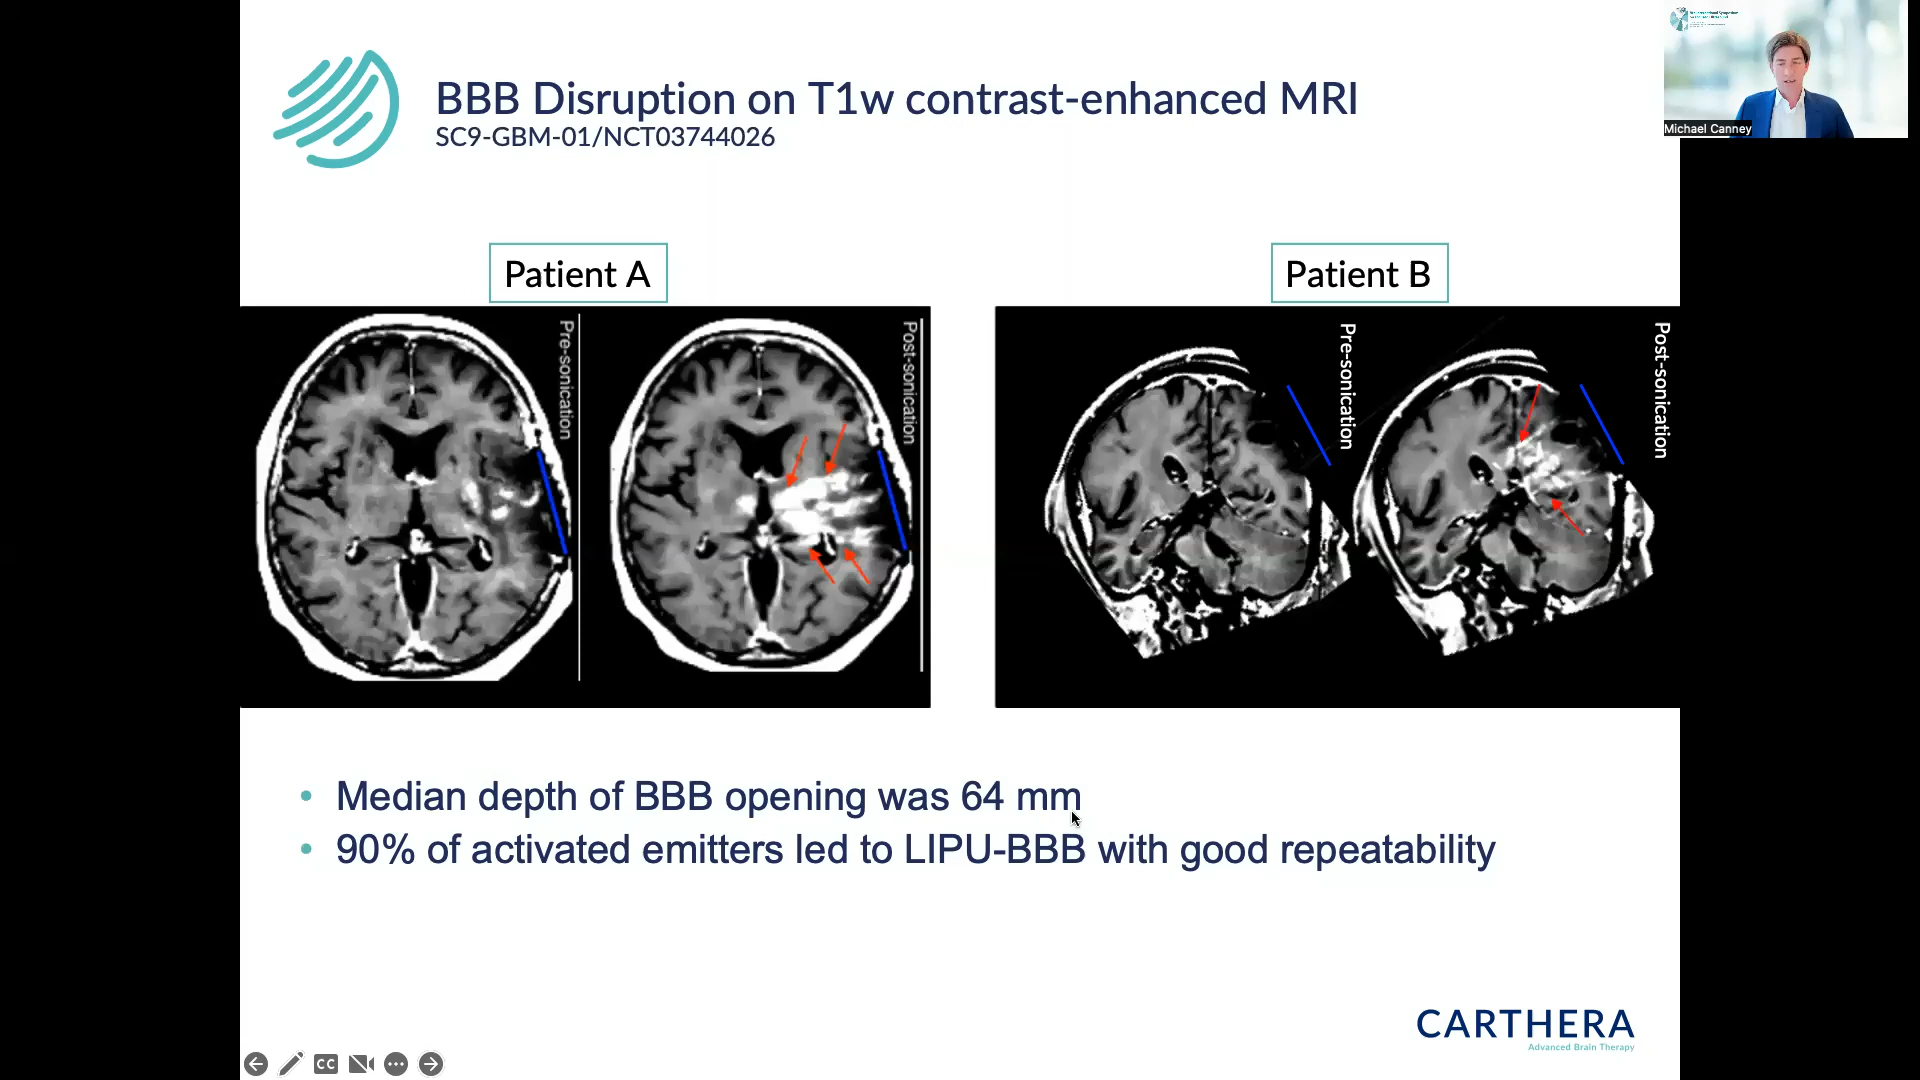 BBB Disruption on T1w contrast-enhanced MRI
SC9-GBM-01/NCT03744026
Michael Canney
Patient A
Patient B
Pre-sonication
Post-sonication
Pre-sonication
Post-sonication
• Median depth of BBB opening was 64 mm
• 90% of activated emitters led to LIPU-BBB with good repeatability
CARTHERA
Advanced Brain Therapy
CC